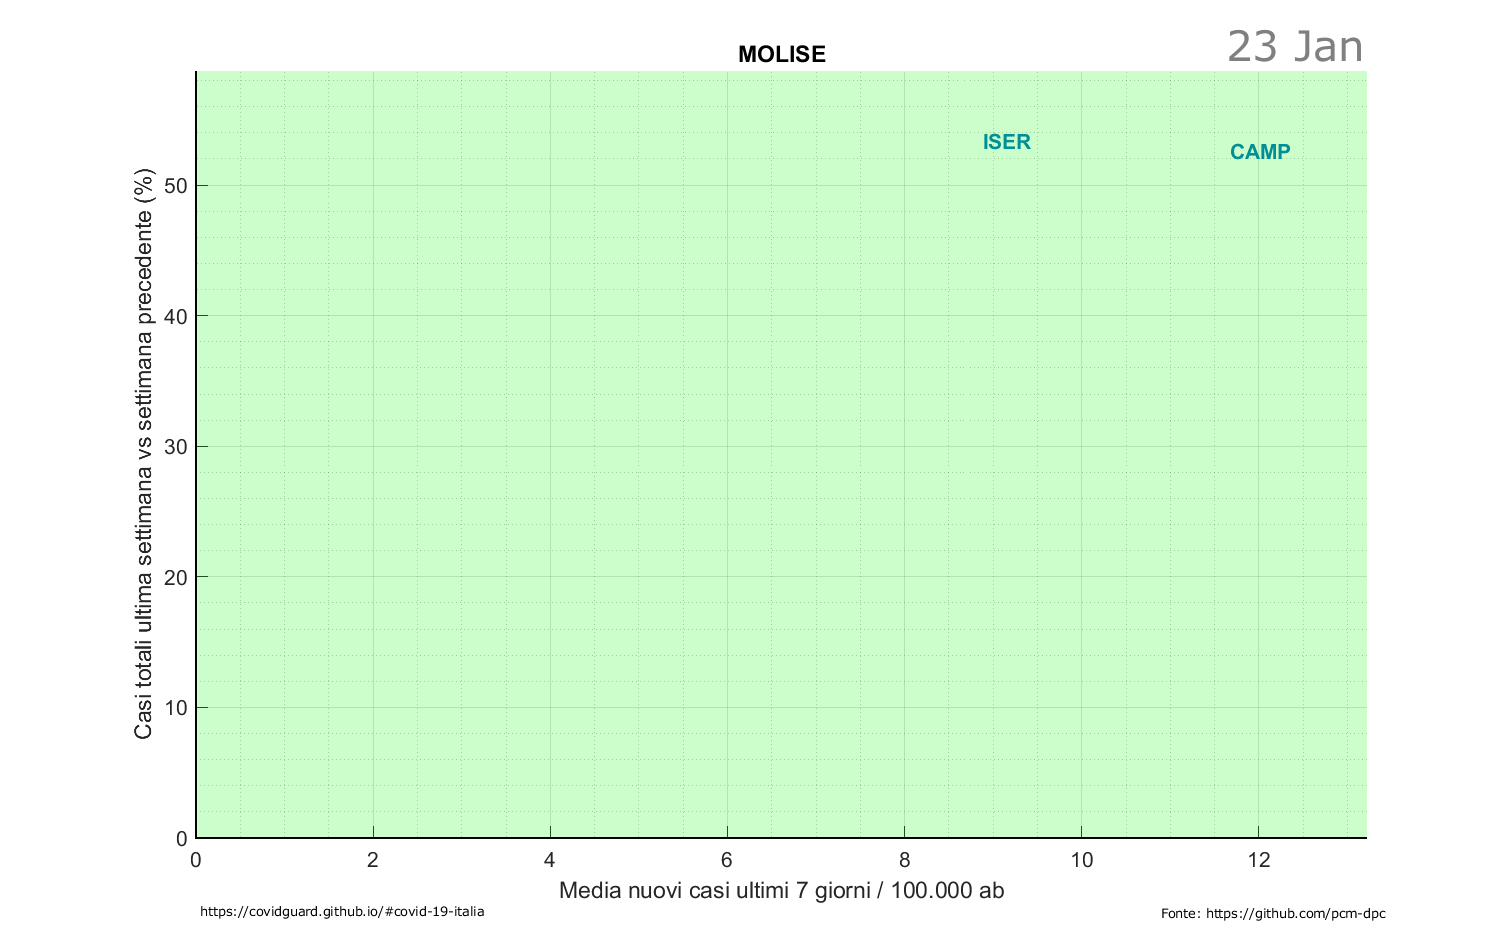 MOLISE
23 Jan
ISER
CAMP
Casi totali ultima settimana vs settimana precedente (%)
50
40
30
20
10
0
0 2 4 6 8 10 12
Media nuovi casi ultimi 7 giorni / 100.000 ab
https://covidguard.github.io/#covid-19-italia
Fonte: https://github.com/pcm-dpc